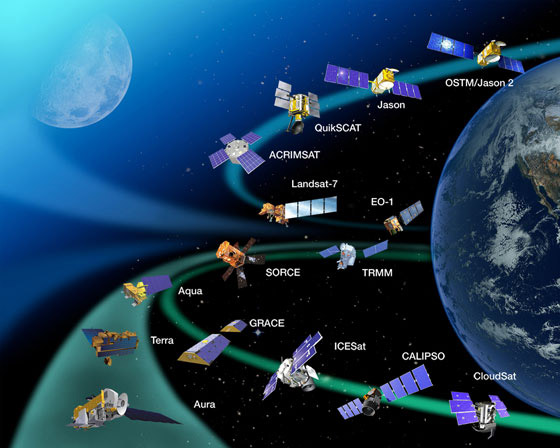 OSTM/Jason 2
Jason
QuikSCAT
ACRIMSAT
Landsat-7
EO-1
SORCE
TRMM
Aqua
GRACE
Terra
ICESat
CALIPSO
CloudSat
Aura